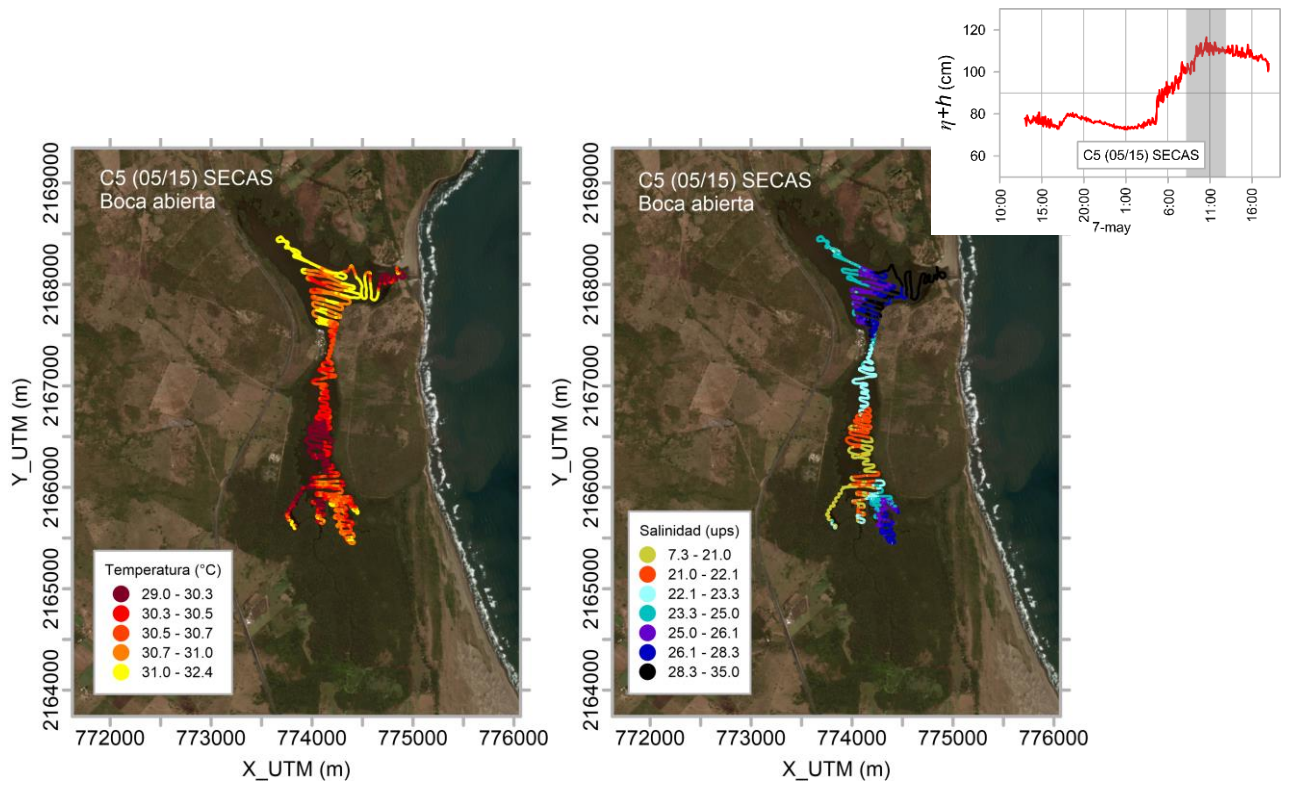 120
100
80
60
η+h (cm)
C5 (05/15) SECAS
10:00
15:00
20:00
1:00
6:00
11:00
16:00
7-may
C5 (05/15) SECAS
Boca abierta
2169000
2168000
2167000
2166000
2165000
2164000
Y_UTM (m)
Temperatura (°C)
29.0 - 30.3
30.3 - 30.5
30.5 - 30.7
30.7 - 31.0
31.0 - 32.4
772000
773000
774000
775000
776000
X_UTM (m)
C5 (05/15) SECAS
Boca abierta
2169000
2168000
2167000
2166000
2165000
2164000
Y_UTM (m)
Salinidad (ups)
7.3 - 21.0
21.0 - 22.1
22.1 - 23.3
23.3 - 25.0
25.0 - 26.1
26.1 - 28.3
28.3 - 35.0
772000
773000
774000
775000
776000
X_UTM (m)